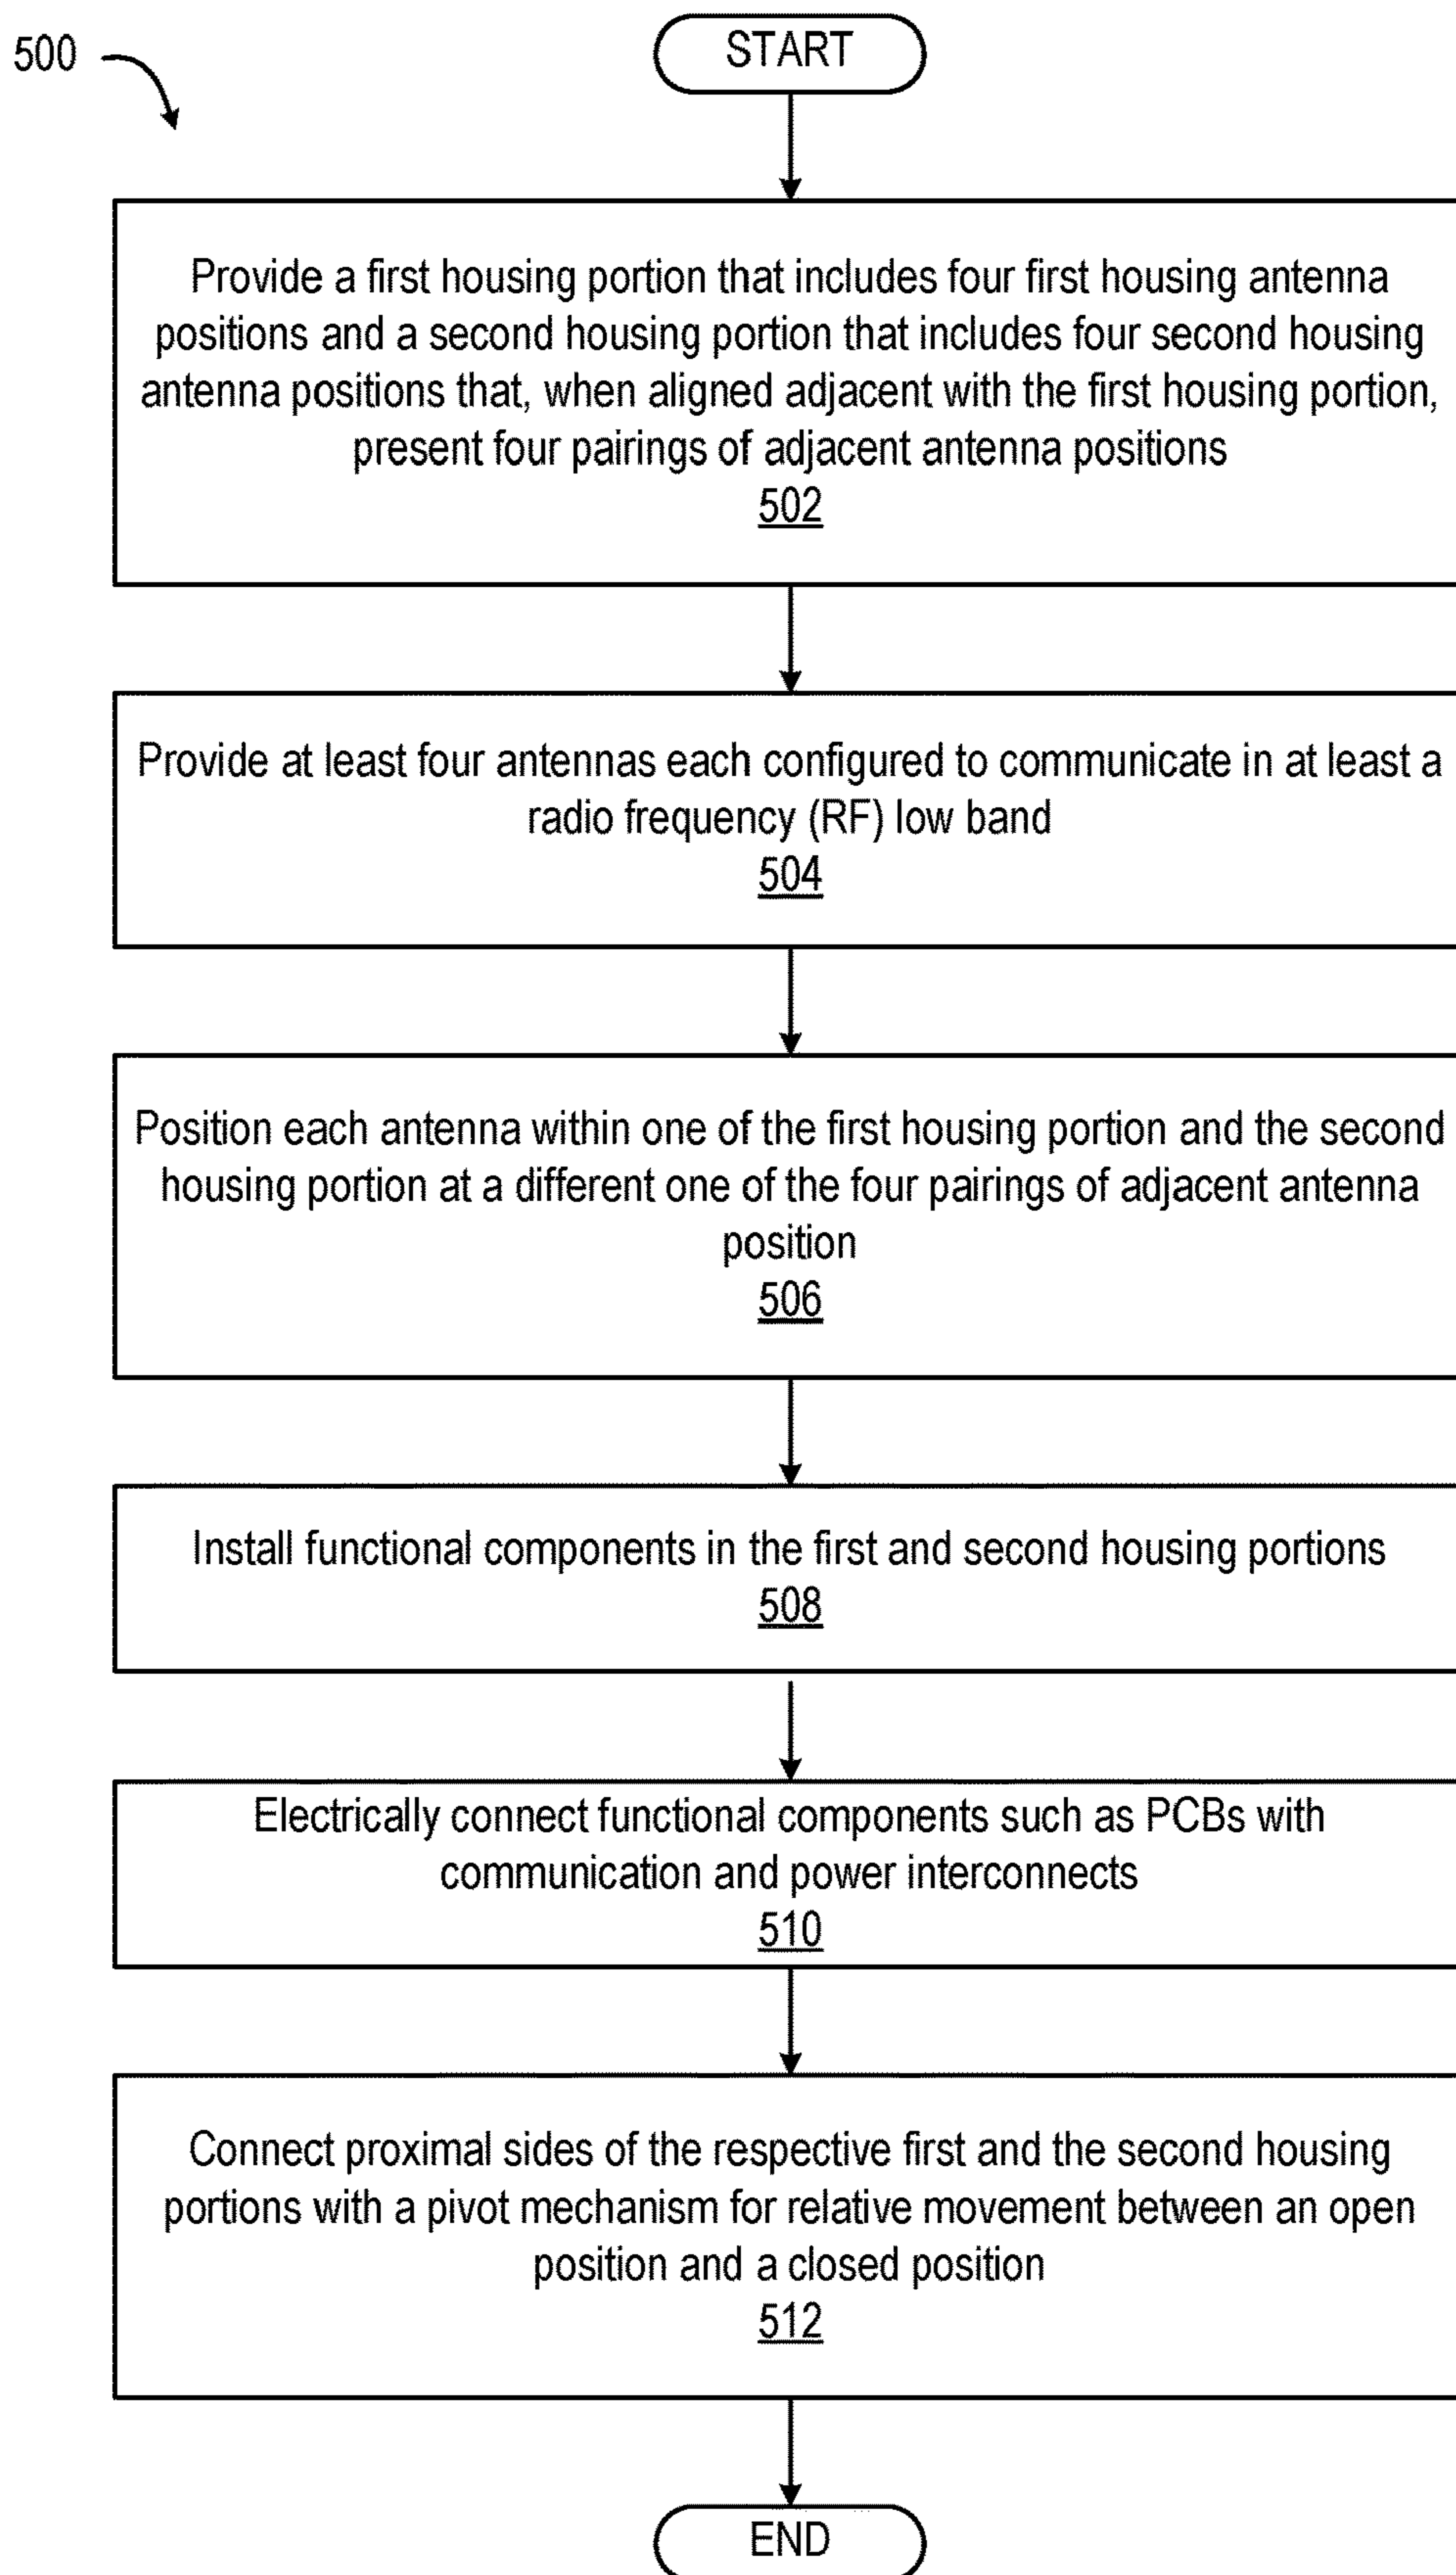 500
START
Provide a first housing portion that includes four first housing antenna
positions and a second housing portion that includes four second housing
antenna positions that, when aligned adjacent with the first housing portion,
present four pairings of adjacent antenna positions
502
Provide at least four antennas each configured to communicate in at least a
radio frequency (RF) low band
504
Position each antenna within one of the first housing portion and the second
housing portion at a different one of the four pairings of adjacent antenna
position
506
Install functional components in the first and second housing portions
508
Electrically connect functional components such as PCBs with
communication and power interconnects
510
Connect proximal sides of the respective first and the second housing
portions with a pivot mechanism for relative movement between an open
position and a closed position
512
END